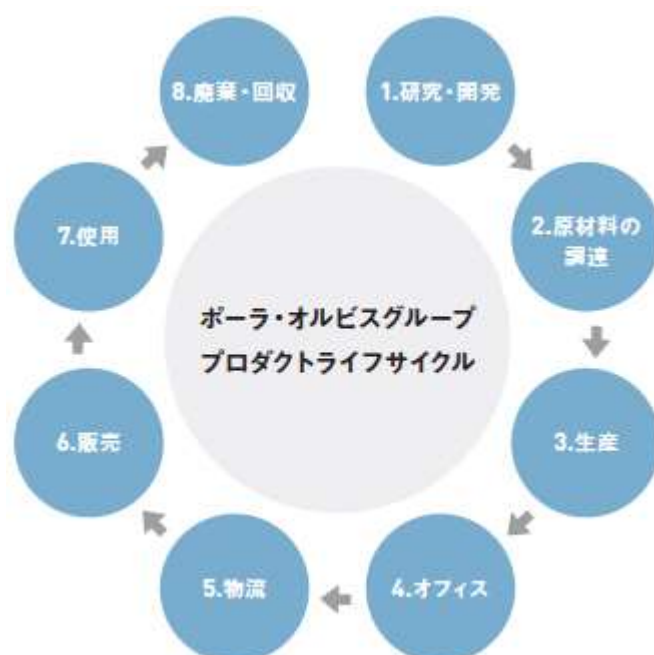 ポーラ・オルビスグループ
プロダクトライフサイクル
1.研究・開発
2.原材料の
調達
3.生産
4.オフィス
5.物流
6.販売
7.使用
8.廃棄・回収